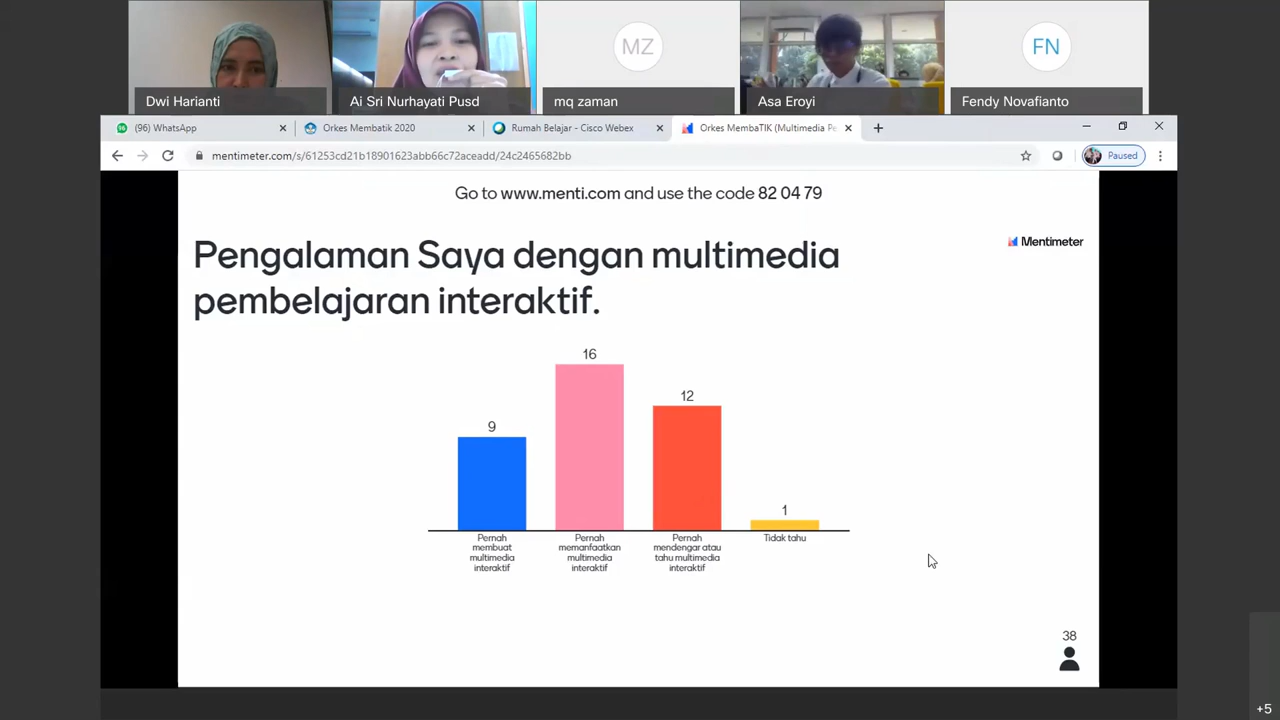 MZ
FN
Dwi Harianti
Ai Sri Nurhayati Pusd
mq zaman
Asa Eroyi
Fendy Novafianto
(96) WhatsApp
Orkes Membatik 2020
Rumah Belajar - Cisco Webex
Orkes MembaTIK (Multimedia Pe
mentimeter.com/s/61253cd21b18901623abb66c72aceadd/24c2465682bb
Paused
Go to www.menti.com and use the code 82 04 79
Pengalaman Saya dengan multimedia
pembelajaran interaktif.
Mentimeter
9
16
12
1
Pernah
membuat
multimedia
interaktif
Pernah
memanfaatkan
multimedia
interaktif
Pernah
mendengar atau
tahu multimedia
interaktif
Tidak tahu
38
+5